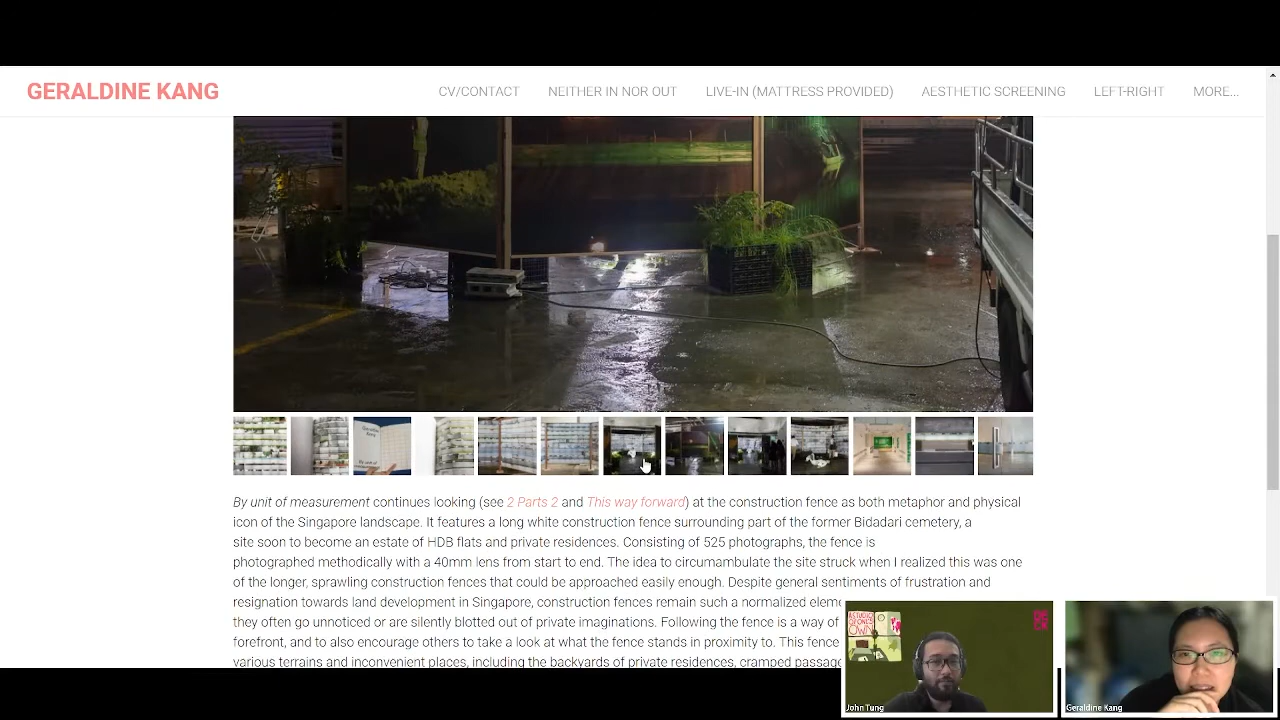 GERALDINE KANG
CV/CONTACT NEITHER IN NOR OUT LIVE-IN (MATTRESS PROVIDED) AESTHETIC SCREENING LEFT-RIGHT MORE...
By unit of measurement continues looking (see 2 Parts 2 and This way forward) at the construction fence as both metaphor and physical
icon of the Singapore landscape. It features a long white construction fence surrounding part of the former Bidadari cemetery, a
site soon to become an estate of HDB flats and private residences. Consisting of 525 photographs, the fence is
photographed methodically with a 40mm lens from start to end. The idea to circumambulate the site struck when I realized this was one
of the longer, sprawling construction fences that could be approached easily enough. Despite general sentiments of frustration and
resignation towards land development in Singapore, construction fences remain such a normalized eleme
they often go unnoticed or are silently blotted out of private imaginations. Following the fence is a way of
forefront, and to also encourage others to take a look at what the fence stands in proximity to. This fence
various terrains and inconvenient places, including the backyards of private residences, cramped passage
A STUDIO
OF ONE'S
OWN
John Tung
Geraldine Kang